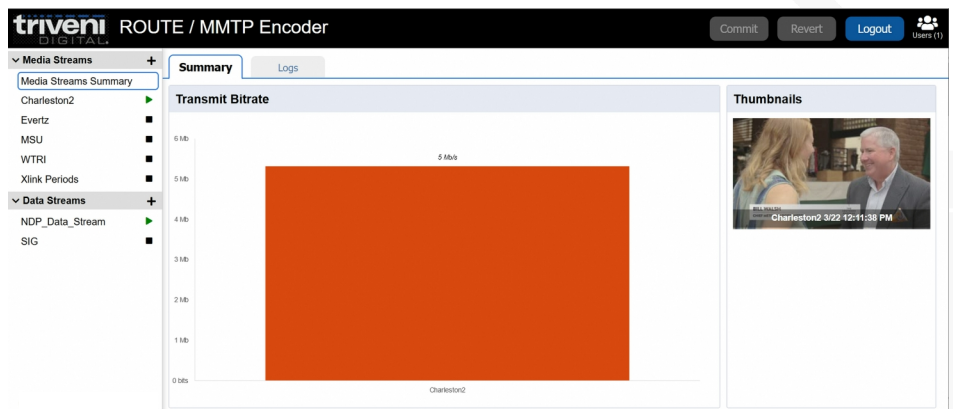 triveni
DIGITAL.
ROUTE / MMTP Encoder
Commit
Revert
Logout
Users (1)
Media Streams +
Media Streams Summary
Charleston2
Evertz
MSU
WTRI
Xlink Periods
Data Streams +
NDP_Data_Stream
SIG
Summary
Logs
Transmit Bitrate
6 Mb
5 Mb/s
5 Mb
4 Mb
3 Mb
2 Mb
1 Mb
0 bits
Charleston2
Thumbnails
BILL WALSH
Charleston2 3/22 12:11:38 PM